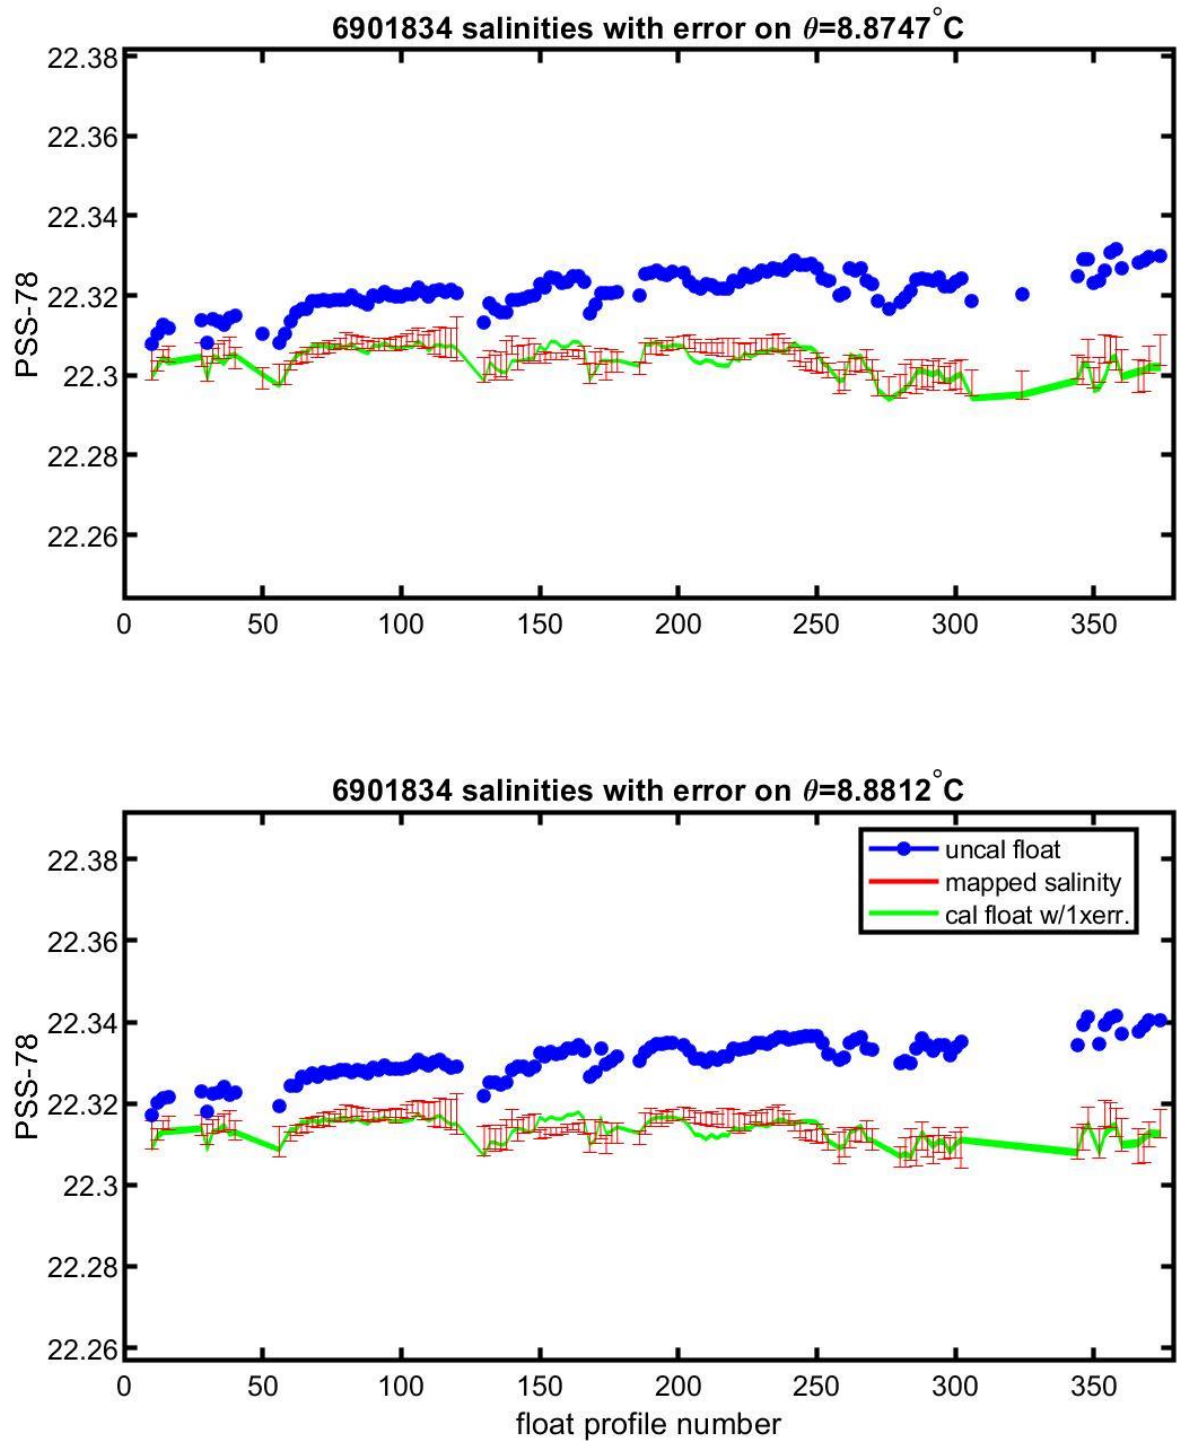 6901834 salinities with error on θ=8.8747°C
22.38
22.36
22.34
22.32
22.3
22.28
22.26
PSS-78
0 50 100 150 200 250 300 350
6901834 salinities with error on θ=8.8812°C
uncal float
mapped salinity
cal float w/1xerr.
22.38
22.36
22.34
22.32
22.3
22.28
22.26
PSS-78
0 50 100 150 200 250 300 350
float profile number